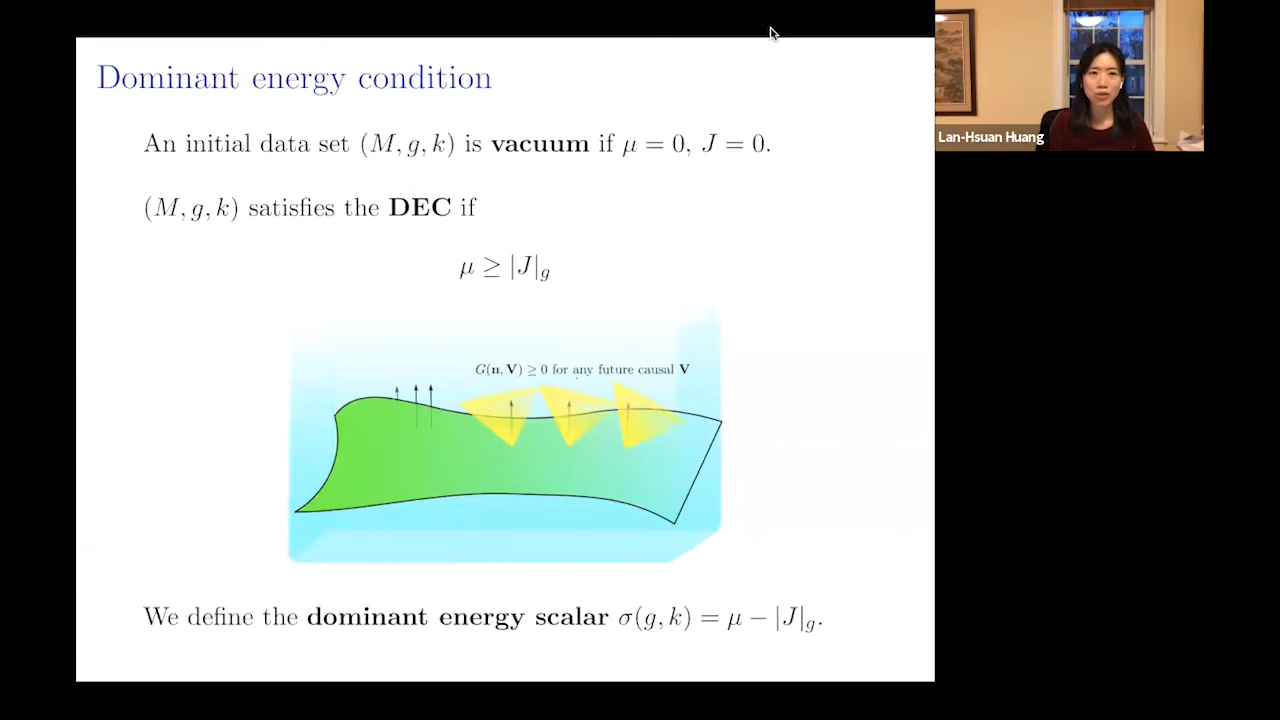 Dominant energy condition
An initial data set (M, g, k) is vacuum if μ = 0, J = 0.
(M, g, k) satisfies the DEC if
μ ≥ |J|_g
G(n, V) ≥ 0 for any future causal V
We define the dominant energy scalar σ(g, k) = μ − |J|_g.
Lan-Hsuan Huang